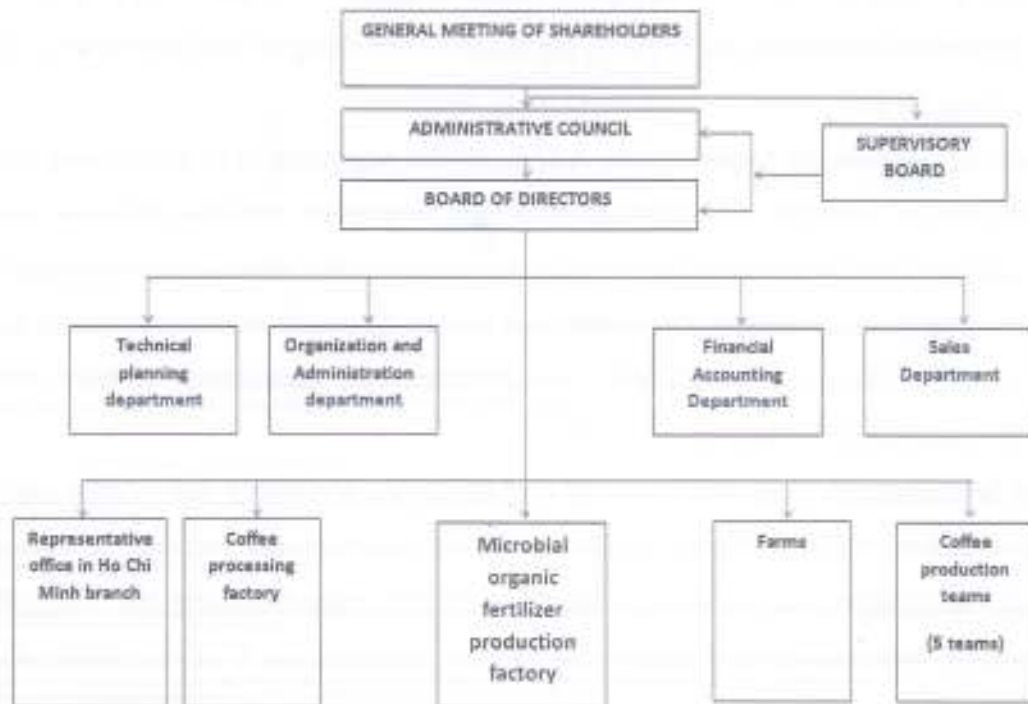 GENERAL MEETING OF SHAREHOLDERS
ADMINISTRATIVE COUNCIL
SUPERVISORY
BOARD
BOARD OF DIRECTORS
Technical
planning
department
Organization and
Administration
department
Financial
Accounting
Department
Sales
Department
Representative
office in Ho Chi
Minh branch
Coffee
processing
factory
Microbial
organic
fertilizer
production
factory
Farms
Coffee
production
teams
(5 teams)